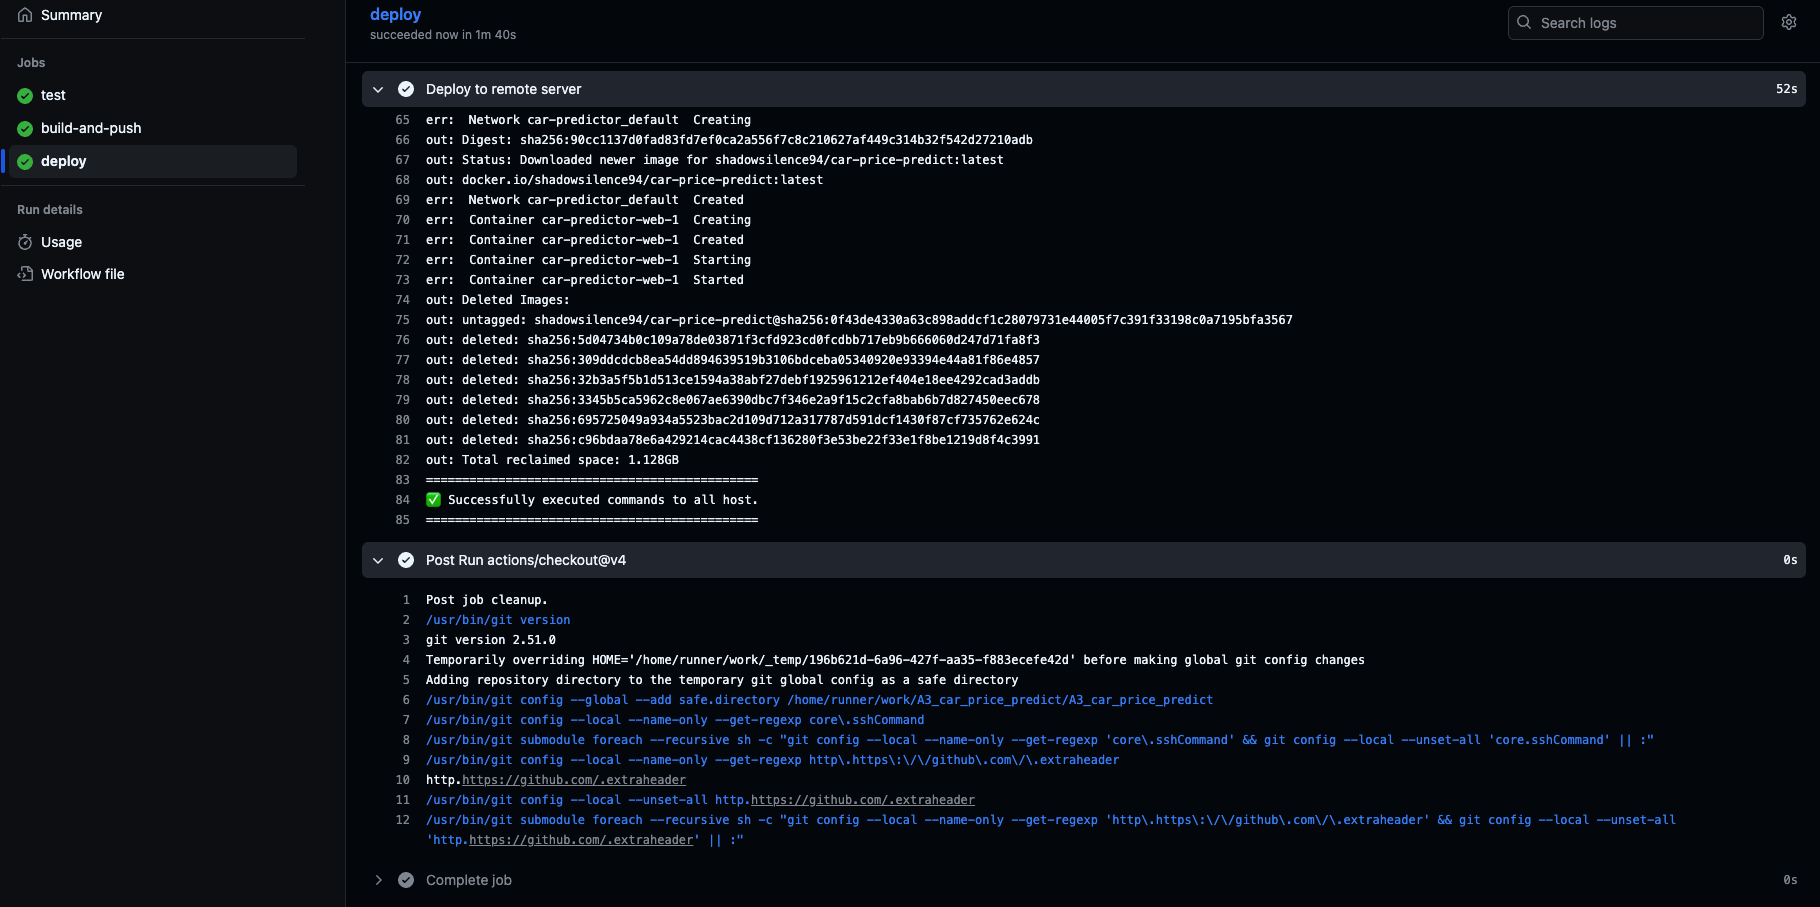 Summary
Jobs
test
build-and-push
deploy
Run details
Usage
Workflow file
deploy
succeeded now in 1m 40s
Search logs
Deploy to remote server 52s
65 err:  Network car-predictor_default  Creating
66 out: Digest: sha256:90cc1137d0fad83fd7ef0ca2a556f7c8c210627af449c314b32f542d27210adb
67 out: Status: Downloaded newer image for shadowsilence94/car-price-predict:latest
68 out: docker.io/shadowsilence94/car-price-predict:latest
69 err:  Network car-predictor_default  Created
70 err:  Container car-predictor-web-1  Creating
71 err:  Container car-predictor-web-1  Created
72 err:  Container car-predictor-web-1  Starting
73 err:  Container car-predictor-web-1  Started
74 out: Deleted Images:
75 out: untagged: shadowsilence94/car-price-predict@sha256:0f43de4330a63c898addcf1c28079731e44005f7c391f33198c0a7195bfa3567
76 out: deleted: sha256:5d04734b0c109a78de03871f3cfd923cd0fcdbb717eb9b666060d247d71fa8f3
77 out: deleted: sha256:309ddcdcb8ea54dd894639519b3106bdceba05340920e93394e44a81f86e4857
78 out: deleted: sha256:32b3a5f5b1d513ce1594a38abf27debf1925961212ef404e18ee4292cad3addb
79 out: deleted: sha256:3345b5ca5962c8e067ae6390dbc7f346e2a9f15c2cfa8bab6b7d827450eec678
80 out: deleted: sha256:695725049a934a5523bac2d109d712a317787d591dcf1430f87cf735762e624c
81 out: deleted: sha256:c96bdaa78e6a429214cac4438cf136280f3e53be22f33e1f8be1219d8f4c3991
82 out: Total reclaimed space: 1.128GB
83 ==============================================
84 ✅ Successfully executed commands to all host.
85 ==============================================
Post Run actions/checkout@v4 0s
1 Post job cleanup.
2 /usr/bin/git version
3 git version 2.51.0
4 Temporarily overriding HOME='/home/runner/work/_temp/196b621d-6a96-427f-aa35-f883ecefe42d' before making global git config changes
5 Adding repository directory to the temporary git global config as a safe directory
6 /usr/bin/git config --global --add safe.directory /home/runner/work/A3_car_price_predict/A3_car_price_predict
7 /usr/bin/git config --local --name-only --get-regexp core\.sshCommand
8 /usr/bin/git submodule foreach --recursive sh -c "git config --local --name-only --get-regexp 'core\.sshCommand' && git config --local --unset-all 'core.sshCommand' || :"
9 /usr/bin/git config --local --name-only --get-regexp http\.https\:\/\/github\.com\/\.extraheader
10 http.https://github.com/.extraheader
11 /usr/bin/git config --local --unset-all http.https://github.com/.extraheader
12 /usr/bin/git submodule foreach --recursive sh -c "git config --local --name-only --get-regexp 'http\.https\:\/\/github\.com\/\.extraheader' && git config --local --unset-all
'http.https://github.com/.extraheader' || :"
Complete job 0s